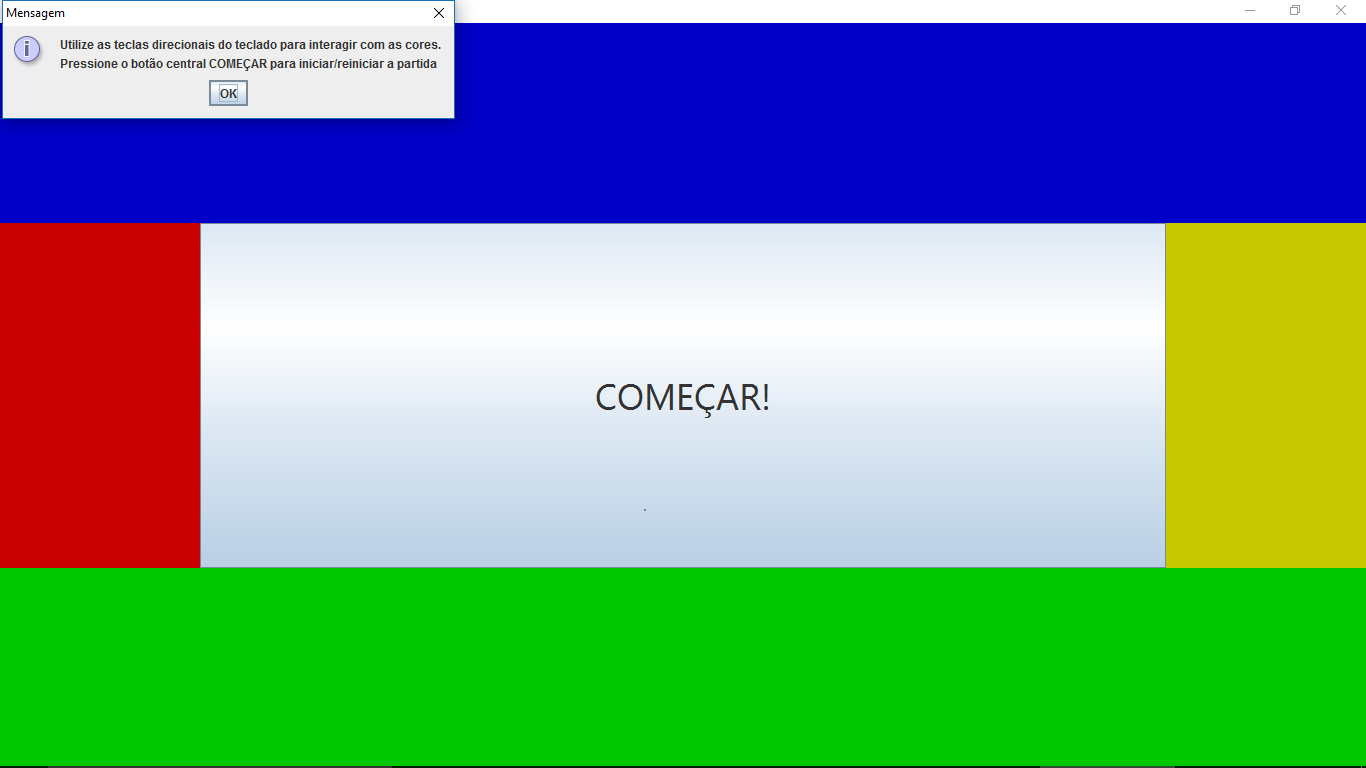 Mensagem
Utilize as teclas direcionais do teclado para interagir com as cores.
Pressione o botão central COMEÇAR para iniciar/reiniciar a partida
OK
COMEÇAR!